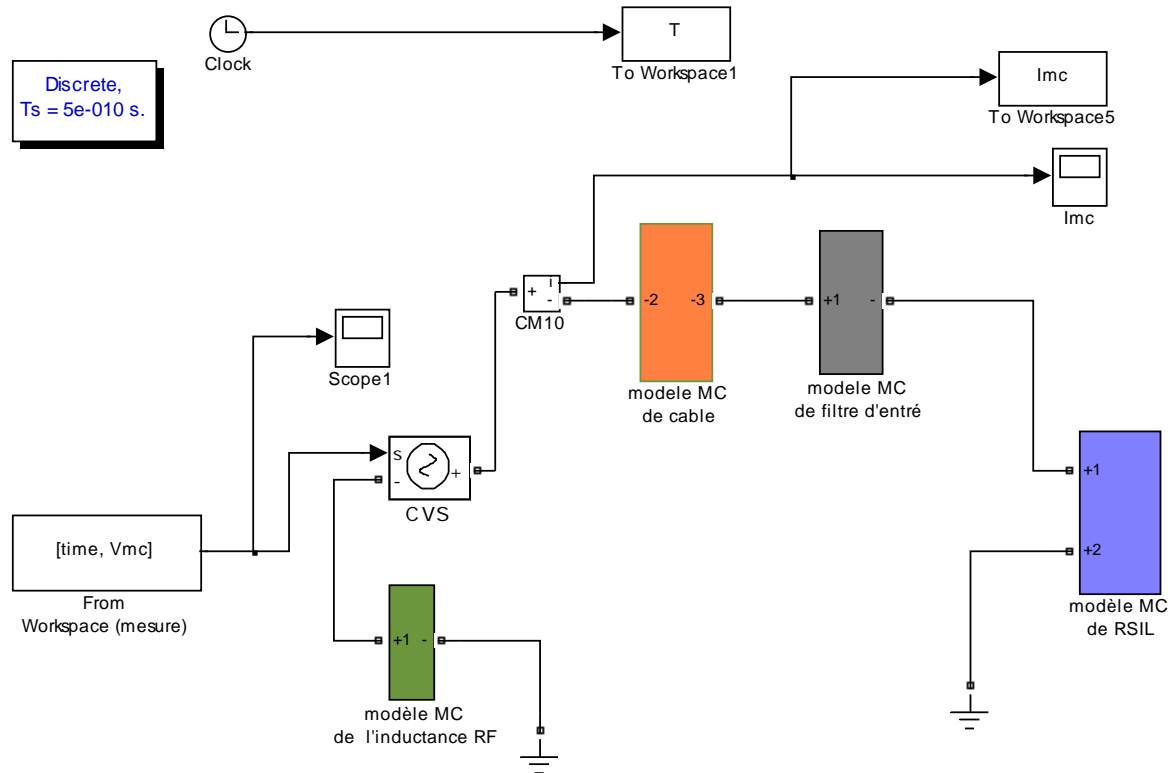 Clock
T
To Workspace1
Discrete,
Ts = 5e-010 s.
Imc
To Workspace5
Imc
+
I
-
CM10
-2
-3
modele MC
de cable
+1
-
modele MC
de filtre d'entré
Scope1
s
-
+
CVS
[time, Vmc]
From
Workspace (mesure)
+1
-
modèle MC
de l'inductance RF
+1
+2
modèle MC
de RSIL